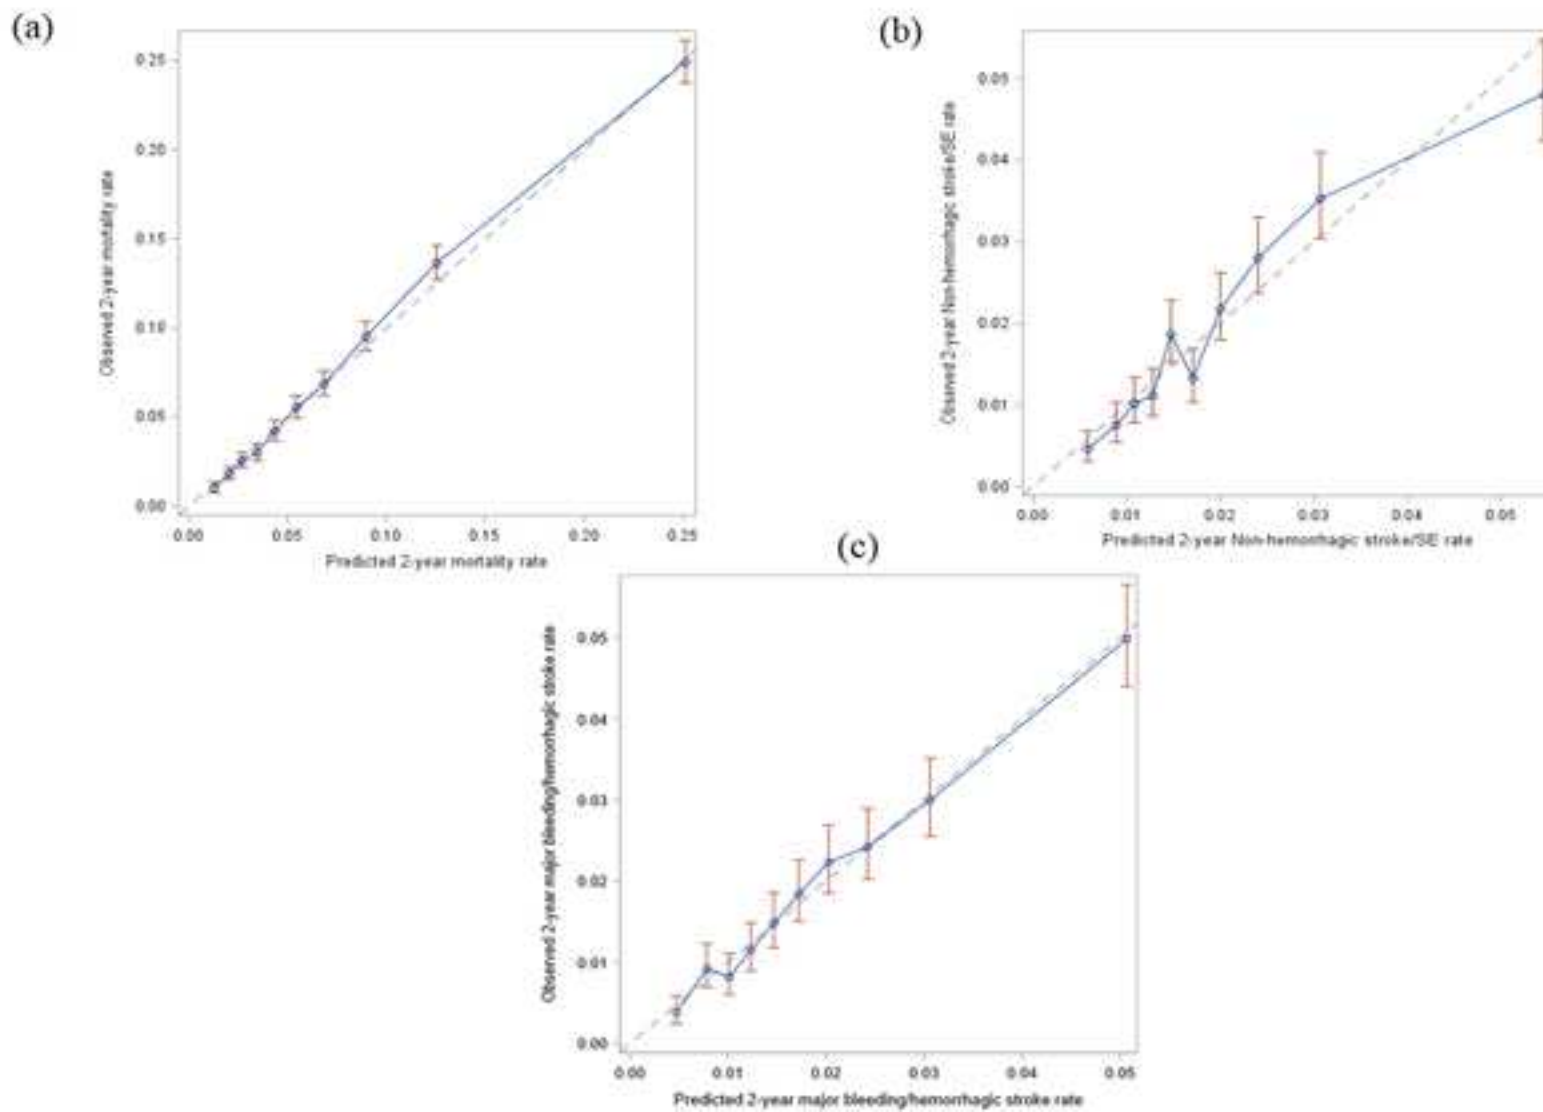 (a)
Observed 2-year mortality rate
0.25
0.20
0.15
0.10
0.05
0.00
0.00 0.05 0.10 0.15 0.20 0.25
Predicted 2-year mortality rate
(b)
Observed 2-year Non-hemorrhagic stroke/SE rate
0.05
0.04
0.03
0.02
0.01
0.00
0.00 0.01 0.02 0.03 0.04 0.05
Predicted 2-year Non-hemorrhagic stroke/SE rate
(c)
Observed 2-year major bleeding/hemorrhagic stroke rate
0.05
0.04
0.03
0.02
0.01
0.00
0.00 0.01 0.02 0.03 0.04 0.05
Predicted 2-year major bleeding/hemorrhagic stroke rate